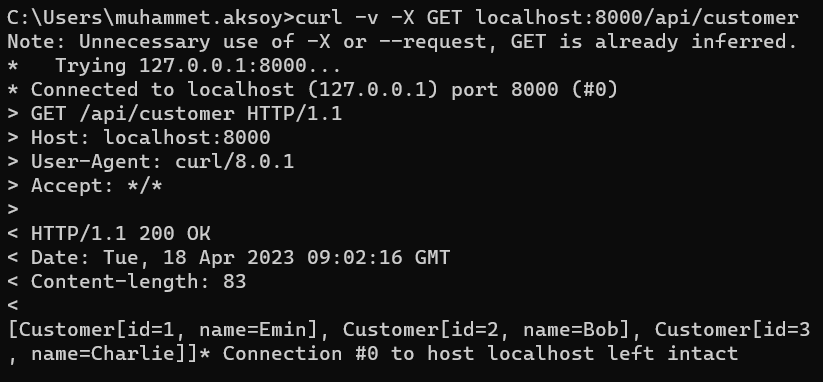 C:\Users\muhammet.aksoy>curl -v -X GET localhost:8000/api/customer
Note: Unnecessary use of -X or --request, GET is already inferred.
*   Trying 127.0.0.1:8000...
* Connected to localhost (127.0.0.1) port 8000 (#0)
> GET /api/customer HTTP/1.1
> Host: localhost:8000
> User-Agent: curl/8.0.1
> Accept: */*
>
< HTTP/1.1 200 OK
< Date: Tue, 18 Apr 2023 09:02:16 GMT
< Content-length: 83
<
[Customer[id=1, name=Emin], Customer[id=2, name=Bob], Customer[id=3
, name=Charlie]]* Connection #0 to host localhost left intact